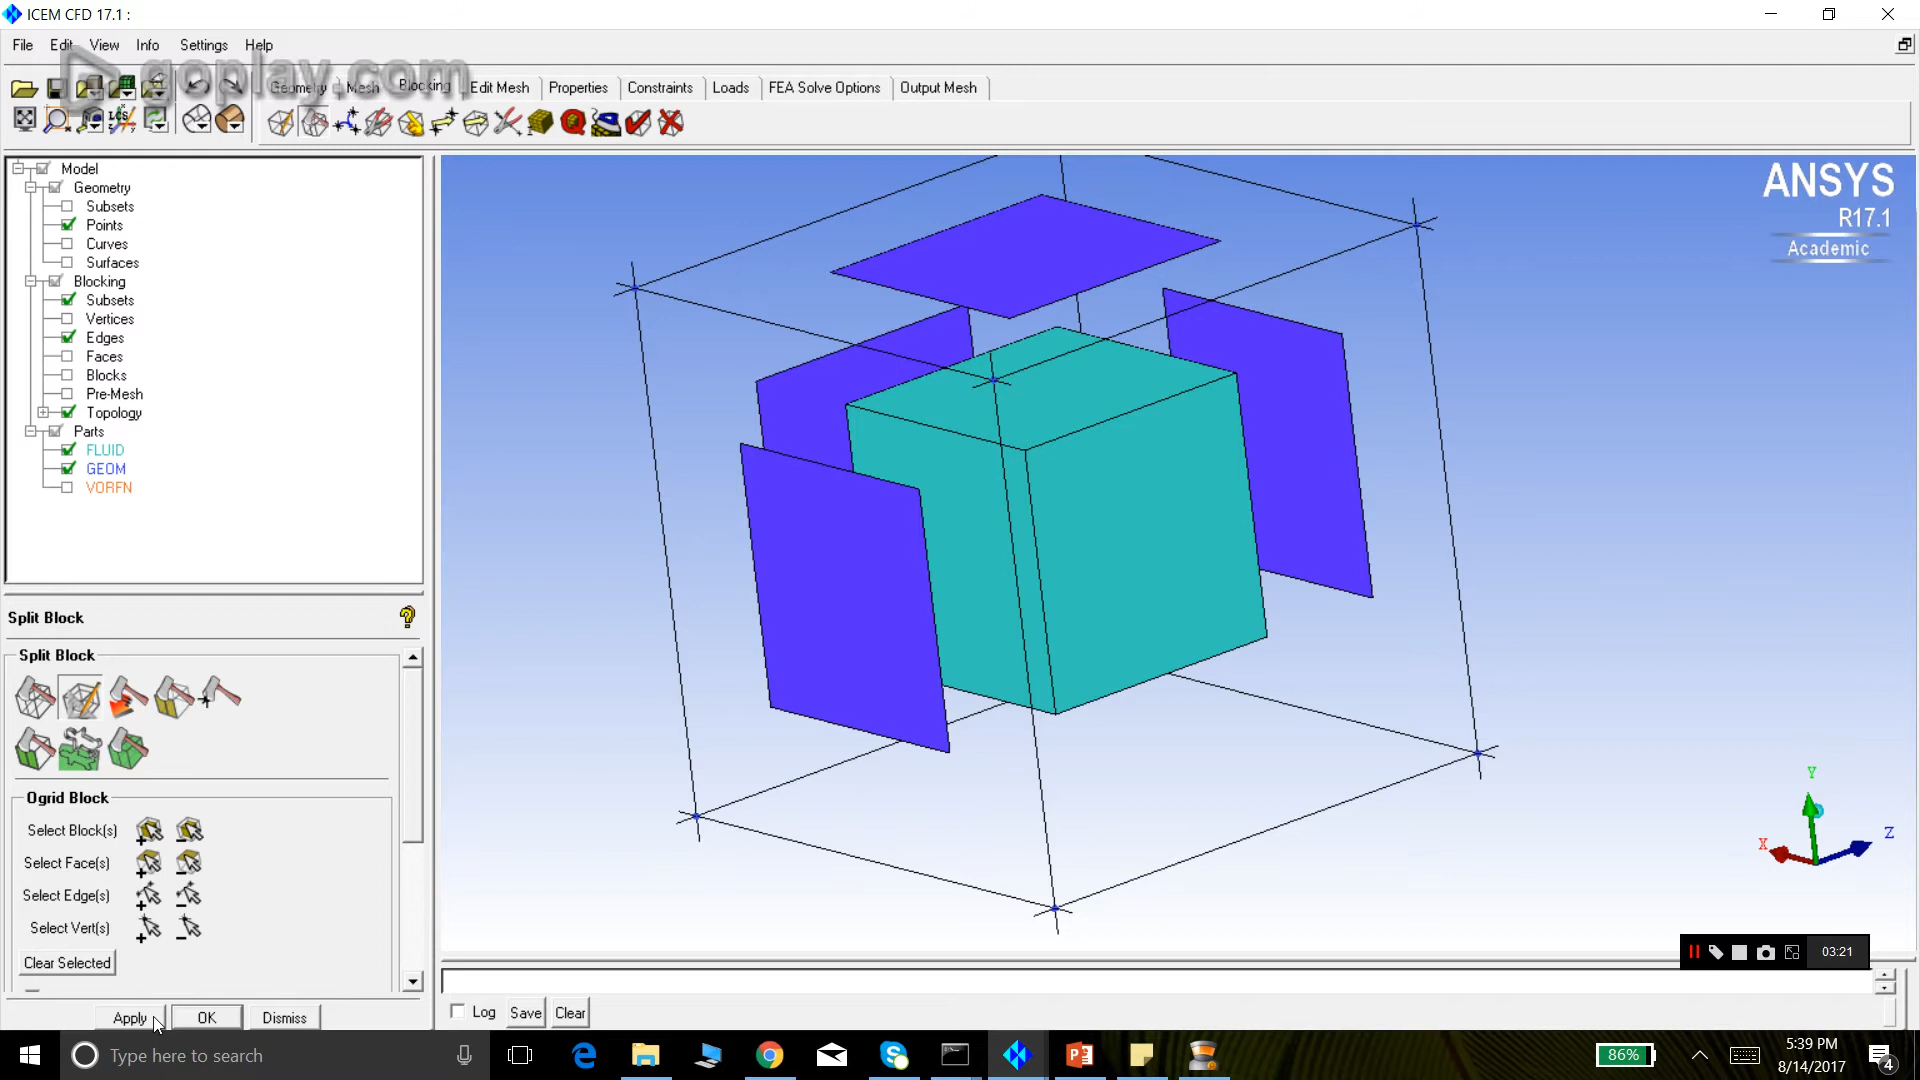 ICEM CFD 17.1 :
File Edit View Info Settings Help
goplay.com
Geometry Mesh Blocking Edit Mesh Properties Constraints Loads FEA Solve Options Output Mesh
LCS
Model
Geometry
Subsets
Points
Curves
Surfaces
Blocking
Subsets
Vertices
Edges
Faces
Blocks
Pre-Mesh
Topology
Parts
FLUID
GEOM
VORFN
ANSYS
R17.1
Academic
Split Block
Split Block
Ogrid Block
Select Block(s)
Select Face(s)
Select Edge(s)
Select Vert(s)
Clear Selected
Apply OK Dismiss
Y
X
Z
03:21
Log Save Clear
Type here to search
86%
5:39 PM
8/14/2017
4